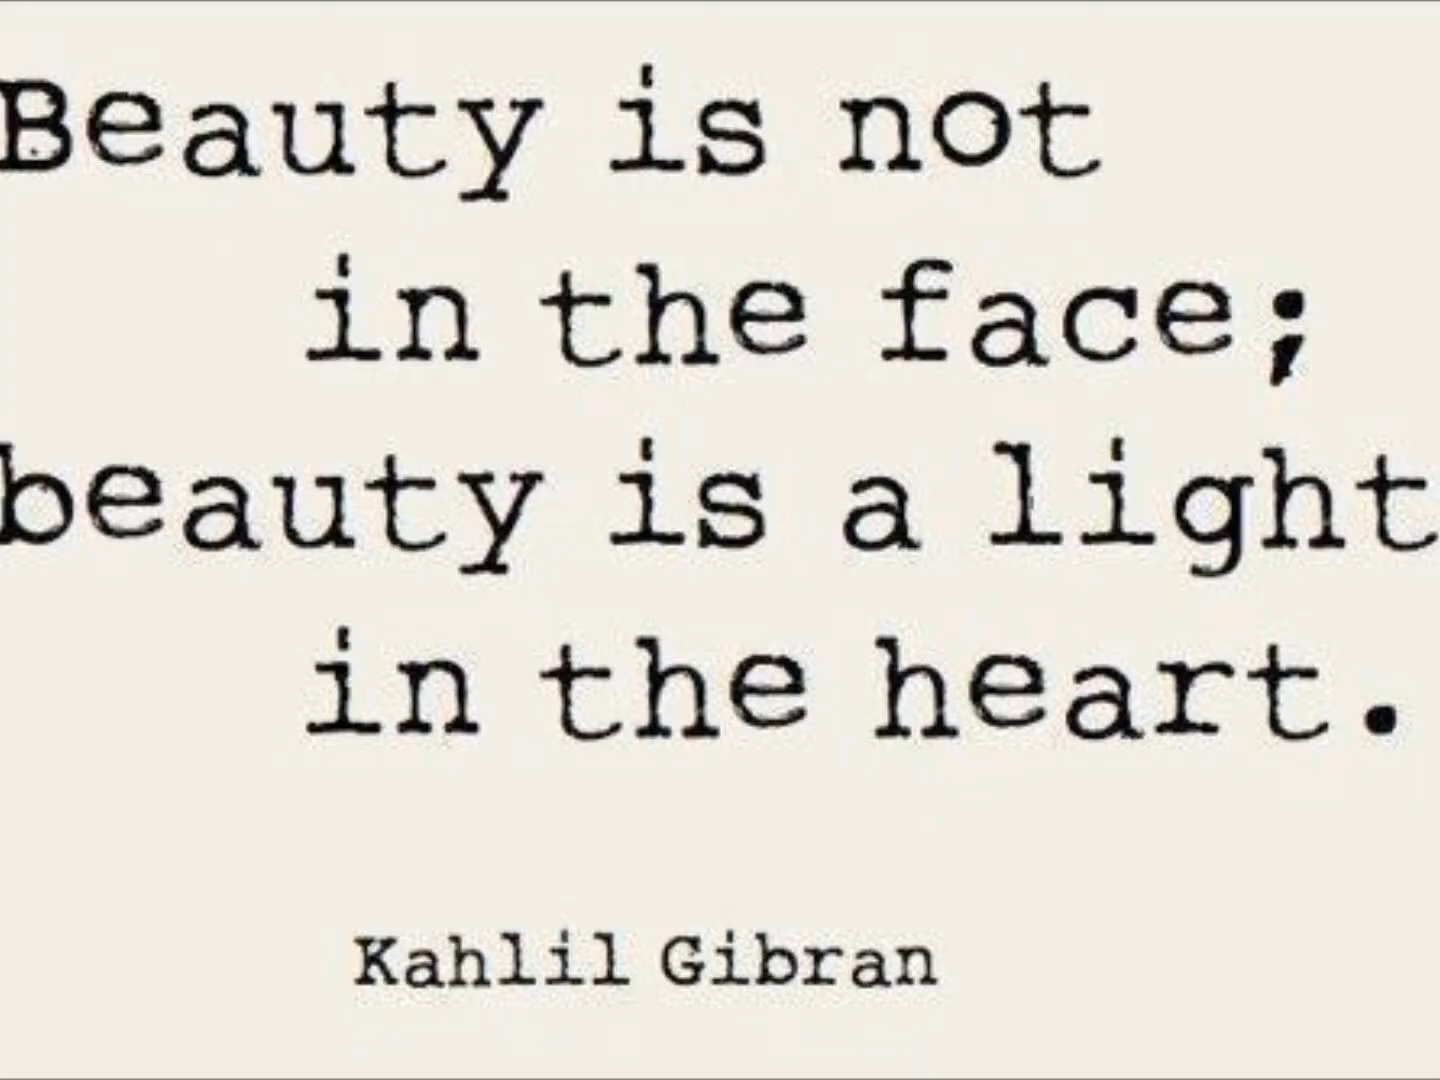 Beauty is not
in the face;
beauty is a light
in the heart.
Kahlil Gibran